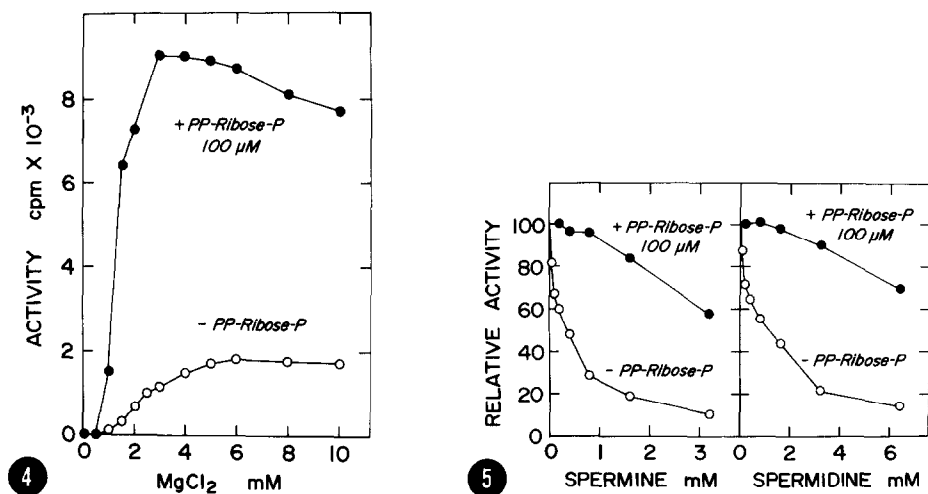 8
6
4
2
0
ACTIVITY cpm X 10⁻³
+ PP-Ribose-P
100 µM
- PP-Ribose-P
0 2 4 6 8 10
MgCl₂ mM
4
100
80
60
40
20
0
RELATIVE ACTIVITY
+ PP-Ribose-P
100 µM
- PP-Ribose-P
0 1 2 3
SPERMINE mM
+ PP-Ribose-P
100 µM
- PP-Ribose-P
0 2 4 6
SPERMIDINE mM
5